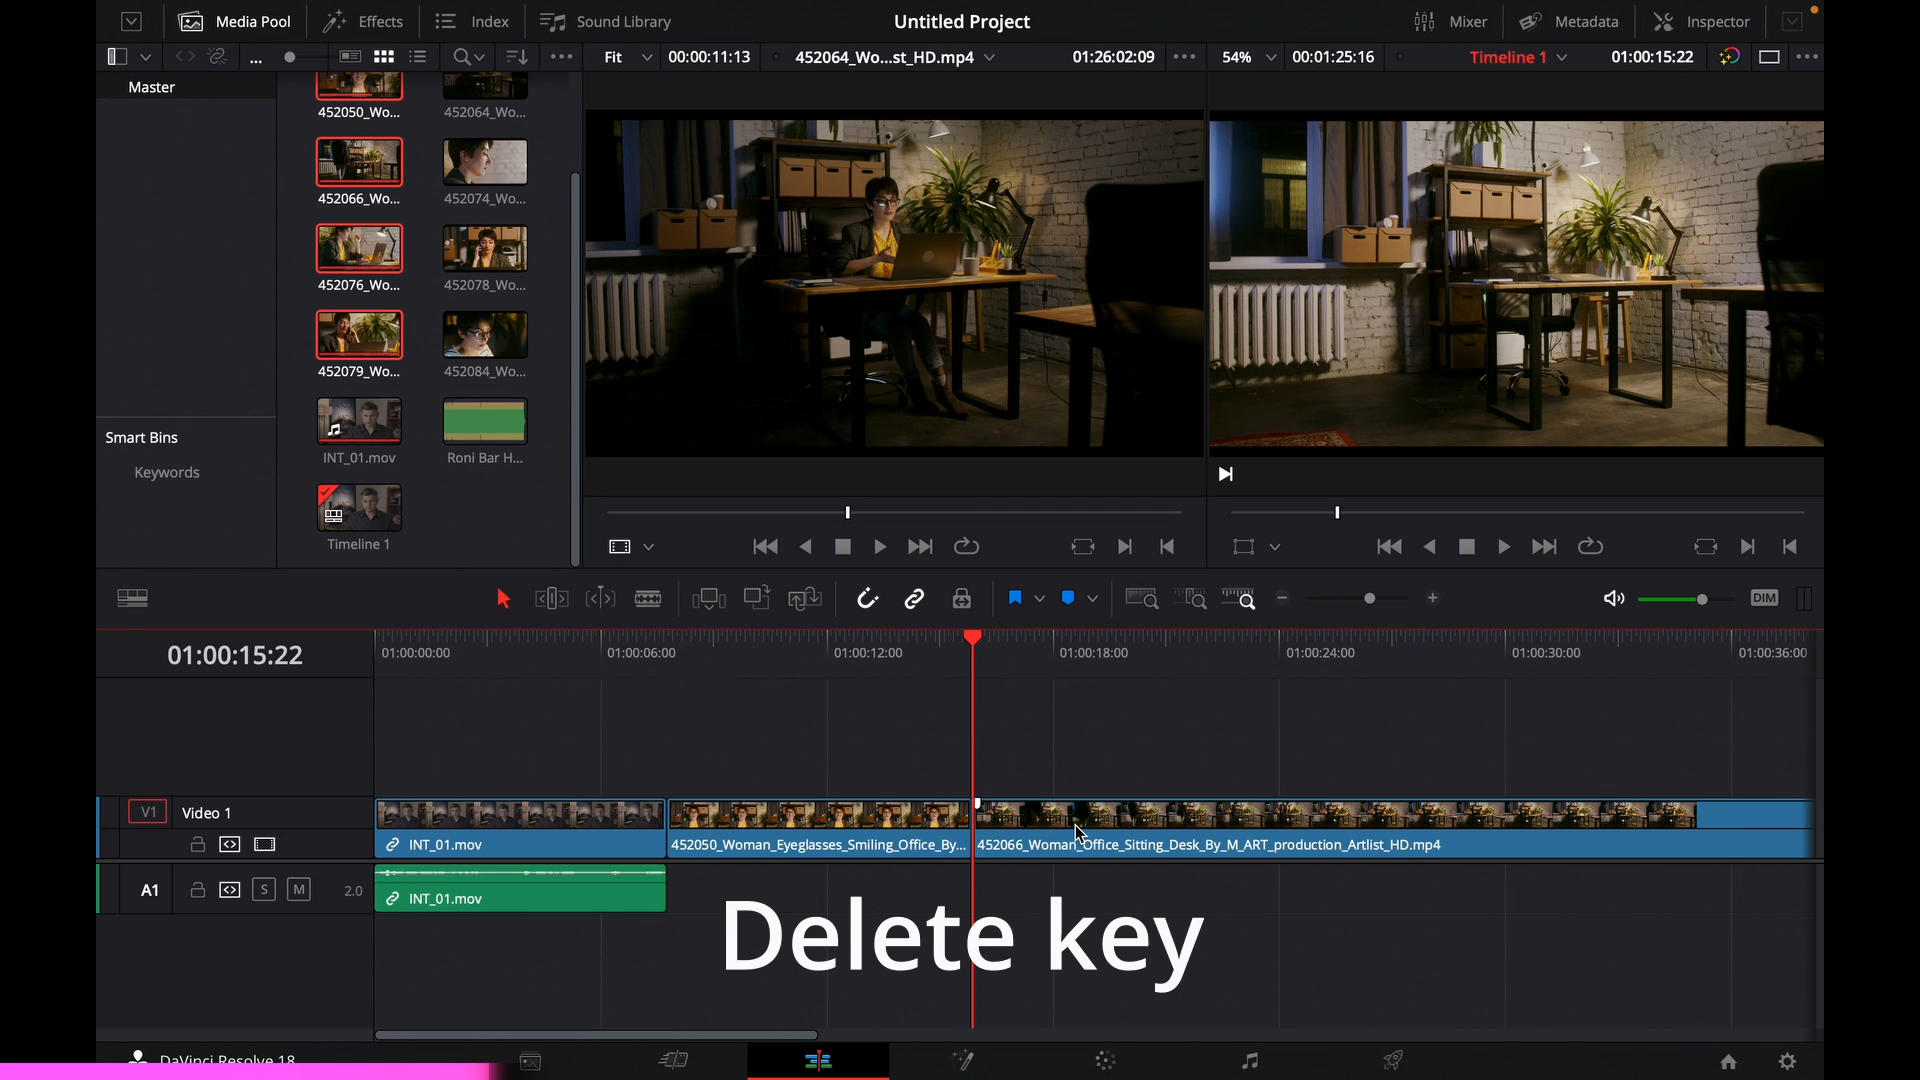 Media Pool
Effects
Index
Sound Library
Untitled Project
Mixer
Metadata
Inspector
...
Fit
00:00:11:13
452064_Wo...st_HD.mp4
01:26:02:09
54%
00:01:25:16
Timeline 1
01:00:15:22
Master
452050_Wo...
452064_Wo...
452066_Wo...
452074_Wo...
452076_Wo...
452078_Wo...
452079_Wo...
452084_Wo...
INT_01.mov
Roni Bar H...
Timeline 1
Smart Bins
Keywords
DIM
01:00:15:22
01:00:00:00
01:00:06:00
01:00:12:00
01:00:18:00
01:00:24:00
01:00:30:00
01:00:36:00
V1
Video 1
INT_01.mov
452050_Woman_Eyeglasses_Smiling_Office_By...
452066_Woman_Office_Sitting_Desk_By_M_ART_production_Artlist_HD.mp4
A1
S
M
2.0
INT_01.mov
Delete key
DaVinci Resolve 18